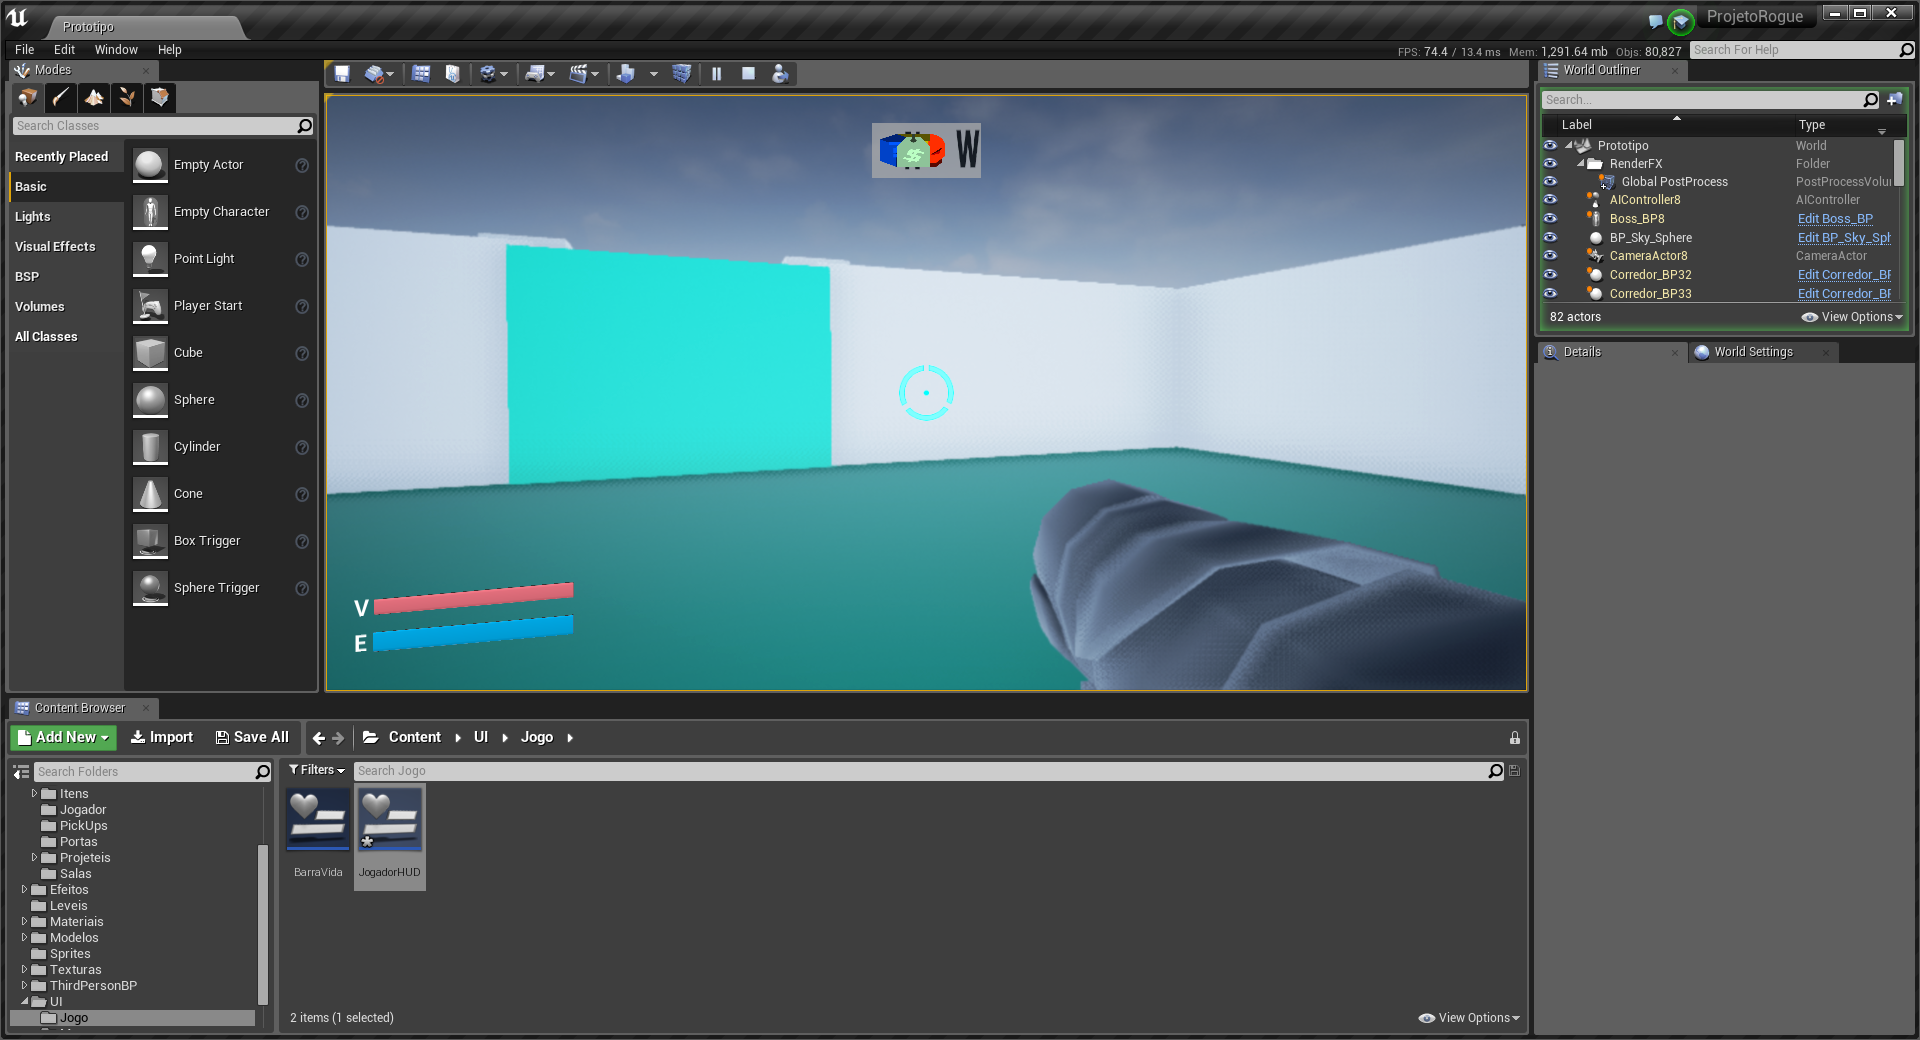 Prototipo
ProjetoRogue
File Edit Window Help
FPS: 74.4 / 13.4 ms Mem: 1,291.64 mb Objs: 80,827
Search For Help
Modes
Search Classes
Recently Placed
Basic
Lights
Visual Effects
BSP
Volumes
All Classes
Empty Actor
Empty Character
Point Light
Player Start
Cube
Sphere
Cylinder
Cone
Box Trigger
Sphere Trigger
W
V
E
World Outliner
Search...
Label Type
Prototipo World
RenderFX Folder
Global PostProcess PostProcessVolu
AIController8 AIController
Boss_BP8 Edit Boss_BP
BP_Sky_Sphere Edit BP_Sky_Sph
CameraActor8 CameraActor
Corredor_BP32 Edit Corredor_BP
Corredor_BP33 Edit Corredor_BP
82 actors View Options
Details World Settings
Content Browser
Add New Import Save All Content UI Jogo
Search Folders
Itens
Jogador
PickUps
Portas
Projeteis
Salas
Efeitos
Leveis
Materiais
Modelos
Sprites
Texturas
ThirdPersonBP
UI
Jogo
Filters Search Jogo
BarraVida JogadorHUD
2 items (1 selected) View Options